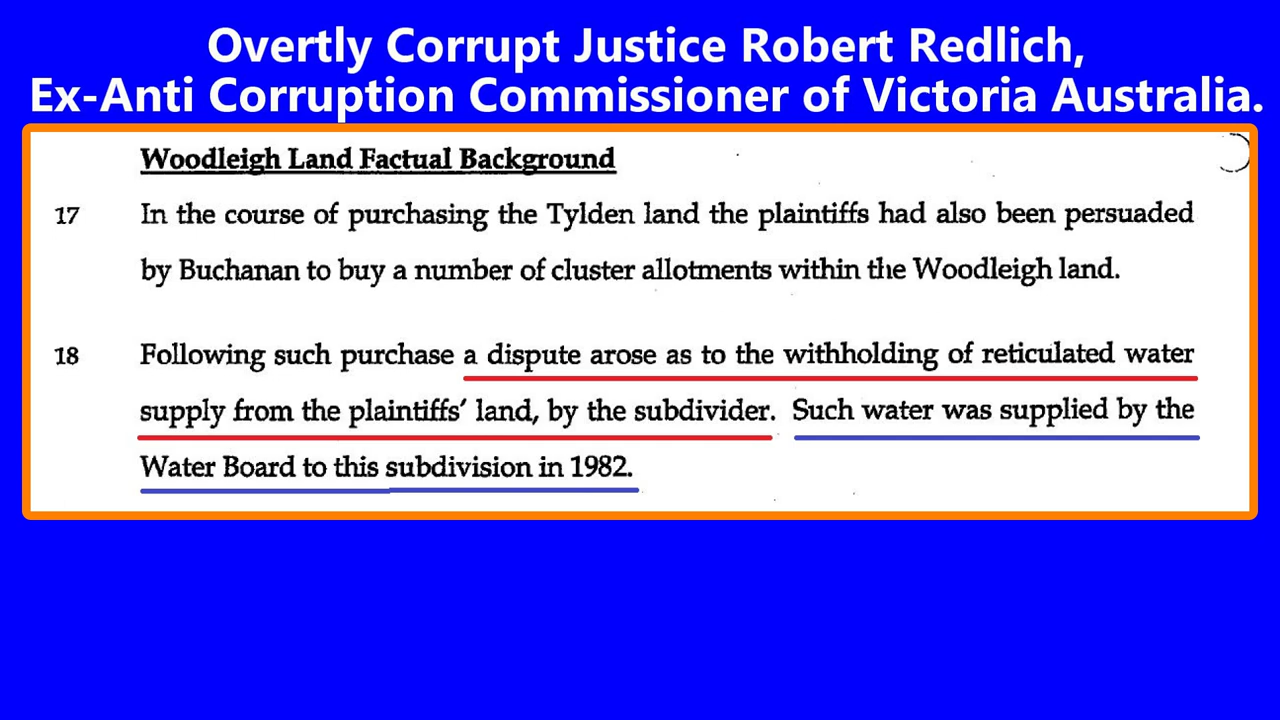 Overtly Corrupt Justice Robert Redlich,
Ex-Anti Corruption Commissioner of Victoria Australia.
Woodleigh Land Factual Background
17 In the course of purchasing the Tylden land the plaintiffs had also been persuaded
by Buchanan to buy a number of cluster allotments within the Woodleigh land.
18 Following such purchase a dispute arose as to the withholding of reticulated water
supply from the plaintiffs' land, by the subdivider. Such water was supplied by the
Water Board to this subdivision in 1982.